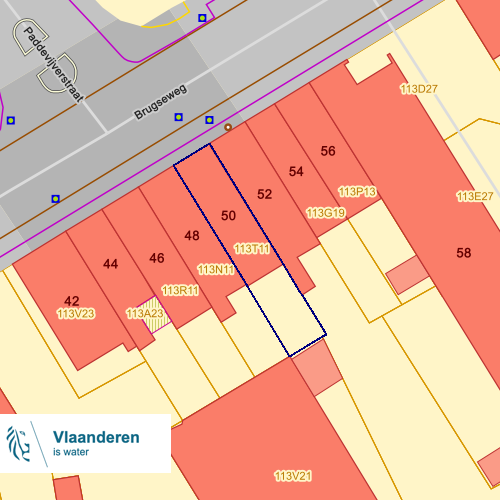 Paddevijverstraat
Brugseweg
113D27
56
54
113P13
113E27
52
113G19
50
58
48
113T11
46
113N11
44
113R11
42
113V23
113A23
Vlaanderen
is water
113V21